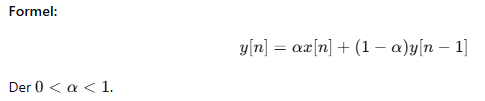 Formel:
y[n] = αx[n] + (1 − α)y[n − 1]
Der 0 < α < 1.